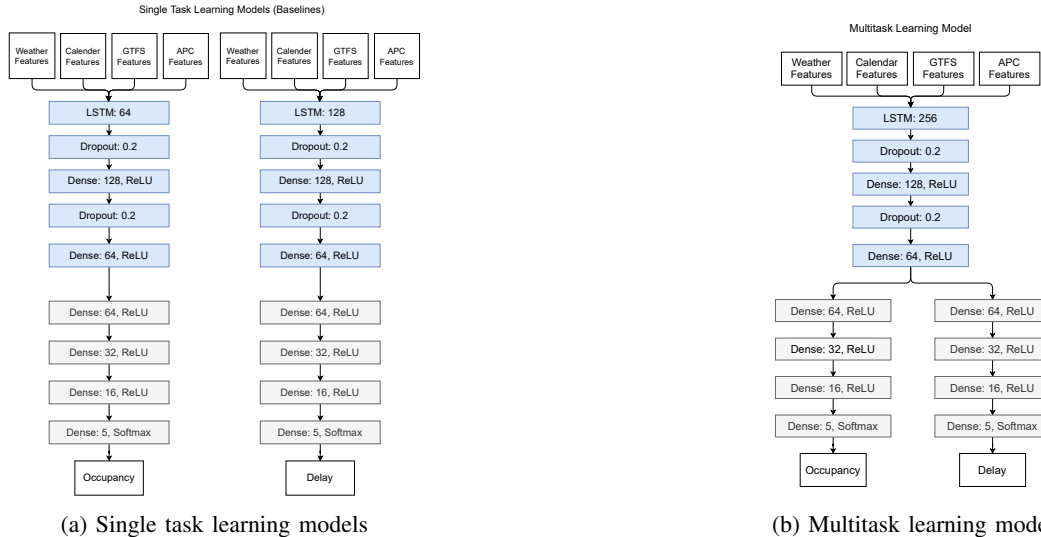 Single Task Learning Models (Baselines)
Weather
Features
Calender
Features
GTFS
Features
APC
Features
LSTM: 64
Dropout: 0.2
Dense: 128, ReLU
Dropout: 0.2
Dense: 64, ReLU
Dense: 64, ReLU
Dense: 32, ReLU
Dense: 16, ReLU
Dense: 5, Softmax
Occupancy
Weather
Features
Calender
Features
GTFS
Features
APC
Features
LSTM: 128
Dropout: 0.2
Dense: 128, ReLU
Dropout: 0.2
Dense: 64, ReLU
Dense: 64, ReLU
Dense: 32, ReLU
Dense: 16, ReLU
Dense: 5, Softmax
Delay
(a) Single task learning models
Multitask Learning Model
Weather
Features
Calendar
Features
GTFS
Features
APC
Features
LSTM: 256
Dropout: 0.2
Dense: 128, ReLU
Dropout: 0.2
Dense: 64, ReLU
Dense: 64, ReLU
Dense: 32, ReLU
Dense: 16, ReLU
Dense: 5, Softmax
Occupancy
Dense: 64, ReLU
Dense: 32, ReLU
Dense: 16, ReLU
Dense: 5, Softmax
Delay
(b) Multitask learning mode